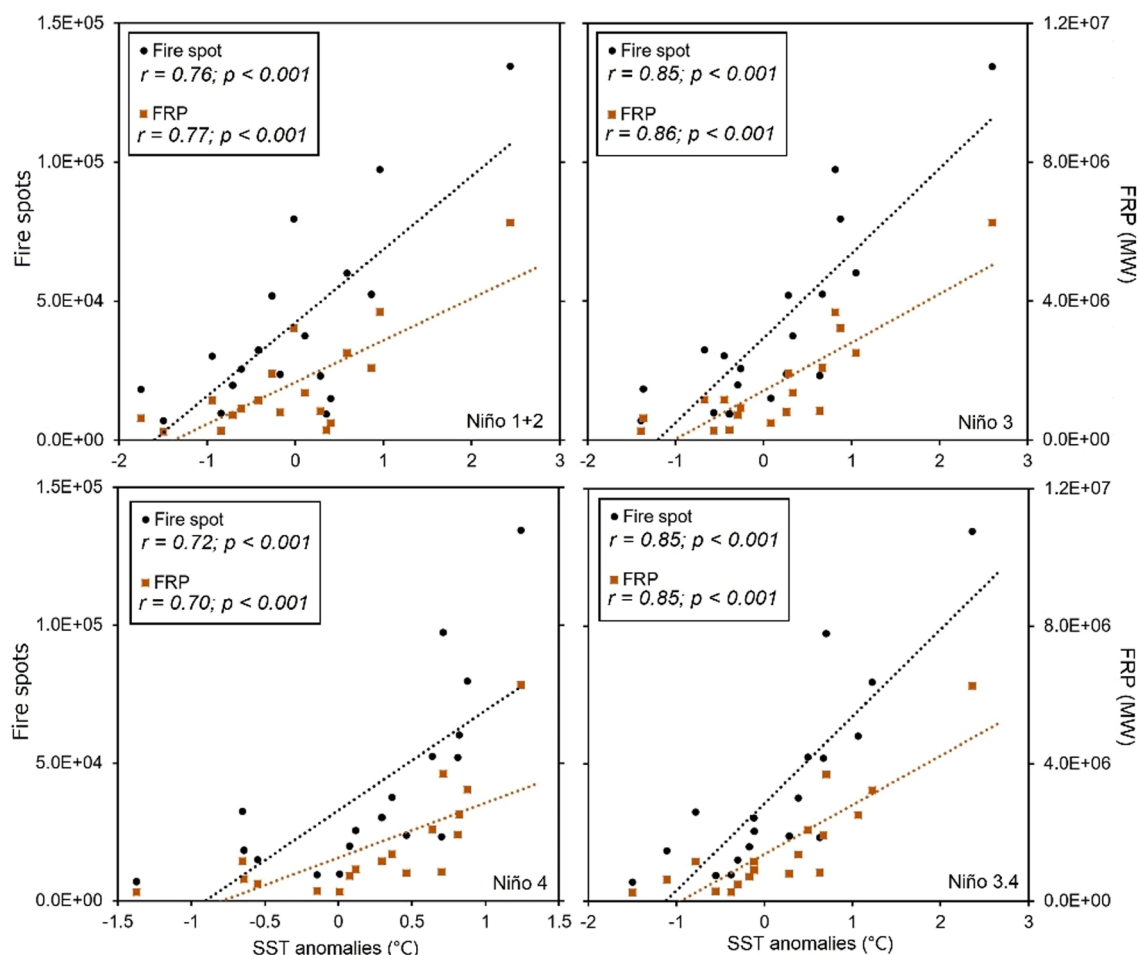 1.5E+05
1.0E+05
5.0E+04
0.0E+00
Fire spots
Fire spot
r = 0.76; p < 0.001
FRP
r = 0.77; p < 0.001
Niño 1+2
-2 -1 0 1 2 3
Fire spot
r = 0.85; p < 0.001
FRP
r = 0.86; p < 0.001
Niño 3
-2 -1 0 1 2 3
1.2E+07
8.0E+06
4.0E+06
0.0E+00
FRP (MW)
1.5E+05
1.0E+05
5.0E+04
0.0E+00
Fire spots
Fire spot
r = 0.72; p < 0.001
FRP
r = 0.70; p < 0.001
Niño 4
-1.5 -1 -0.5 0 0.5 1 1.5
SST anomalies (°C)
Fire spot
r = 0.85; p < 0.001
FRP
r = 0.85; p < 0.001
Niño 3.4
-2 -1 0 1 2 3
SST anomalies (°C)
1.2E+07
8.0E+06
4.0E+06
0.0E+00
FRP (MW)